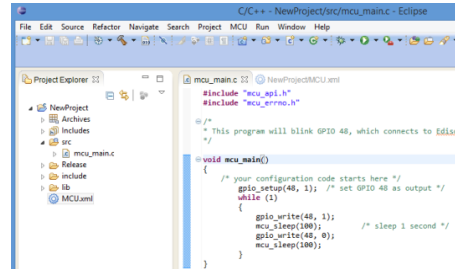 C/C++ - NewProject/src/mcu_main.c - Eclipse
File Edit Source Refactor Navigate Search Project MCU Run Window Help
Project Explorer
NewProject
Archives
Includes
src
mcu_main.c
Release
include
lib
MCU.xml
mcu_main.c NewProject/MCU.xml
#include "mcu_api.h"
#include "mcu_errno.h"
/*
* This program will blink GPIO 48, which connects to
*/
void mcu_main()
{
/* your configuration code starts here */
gpio_setup(48, 1); /* set GPIO 48 as output */
while (1)
{
gpio_write(48, 1);
mcu_sleep(100); /* sleep 1 second */
gpio_write(48, 0);
mcu_sleep(100);
}
}